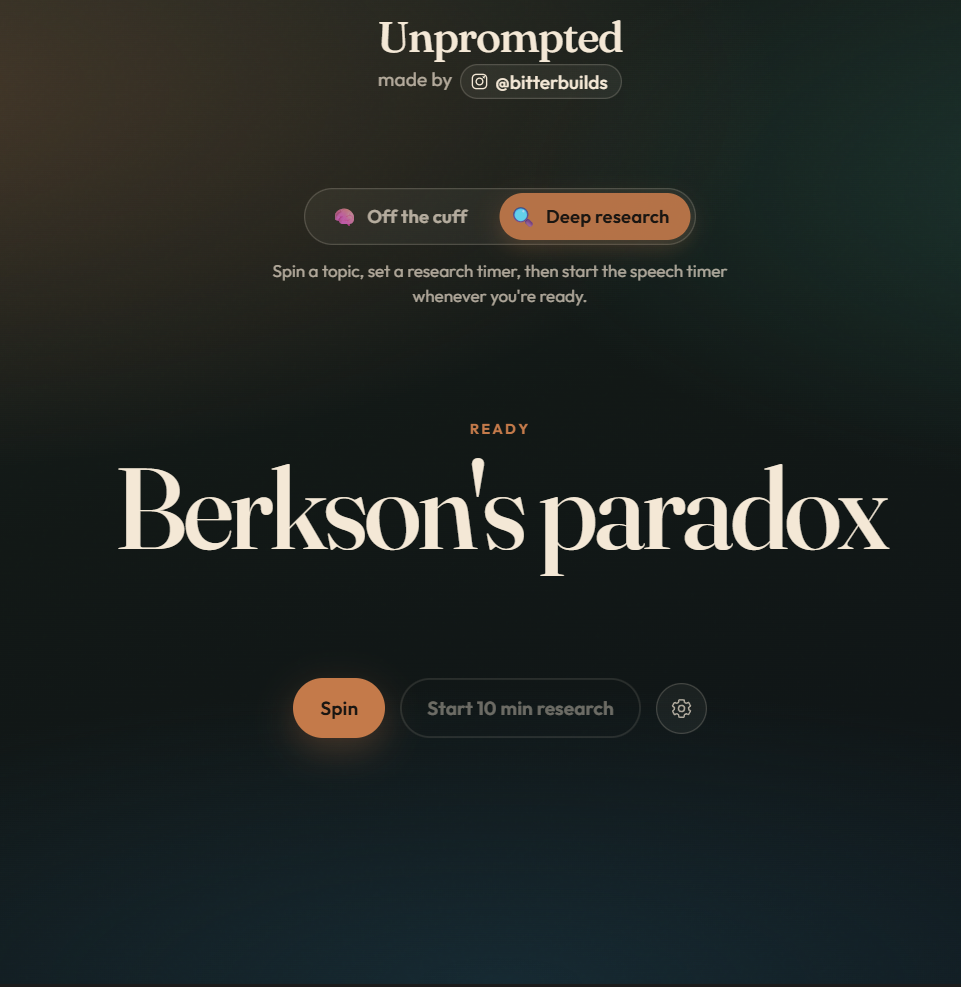 Unprompted
made by @bitterbuilds
Off the cuff Deep research
Spin a topic, set a research timer, then start the speech timer
whenever you're ready.
READY
Berkson's paradox
Spin Start 10 min research